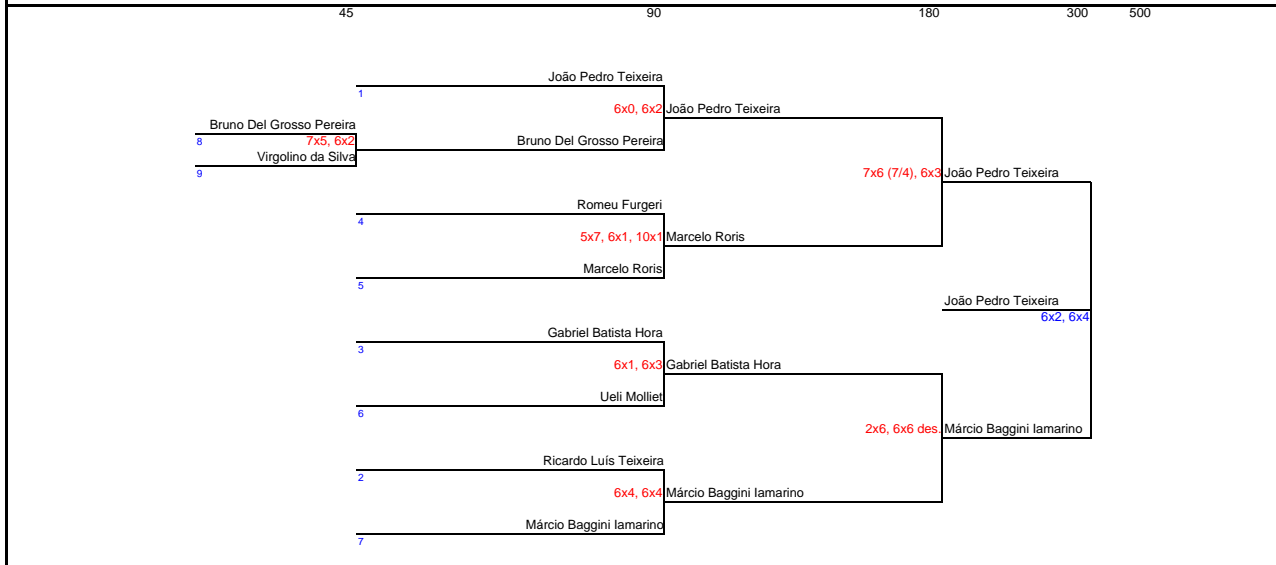 45 90 180 300 500
João Pedro Teixeira
1
6x0, 6x2 João Pedro Teixeira
Bruno Del Grosso Pereira
8 7x5, 6x2 Bruno Del Grosso Pereira
Virgolino da Silva
9
7x6 (7/4), 6x3 João Pedro Teixeira
Romeu Furgeri
4
5x7, 6x1, 10x1 Marcelo Roris
Marcelo Roris
5
João Pedro Teixeira
6x2, 6x4
Gabriel Batista Hora
3
6x1, 6x3 Gabriel Batista Hora
Ueli Molliet
6
2x6, 6x6 des. Márcio Baggini Iamarino
Ricardo Luís Teixeira
2
6x4, 6x4 Márcio Baggini Iamarino
Márcio Baggini Iamarino
7